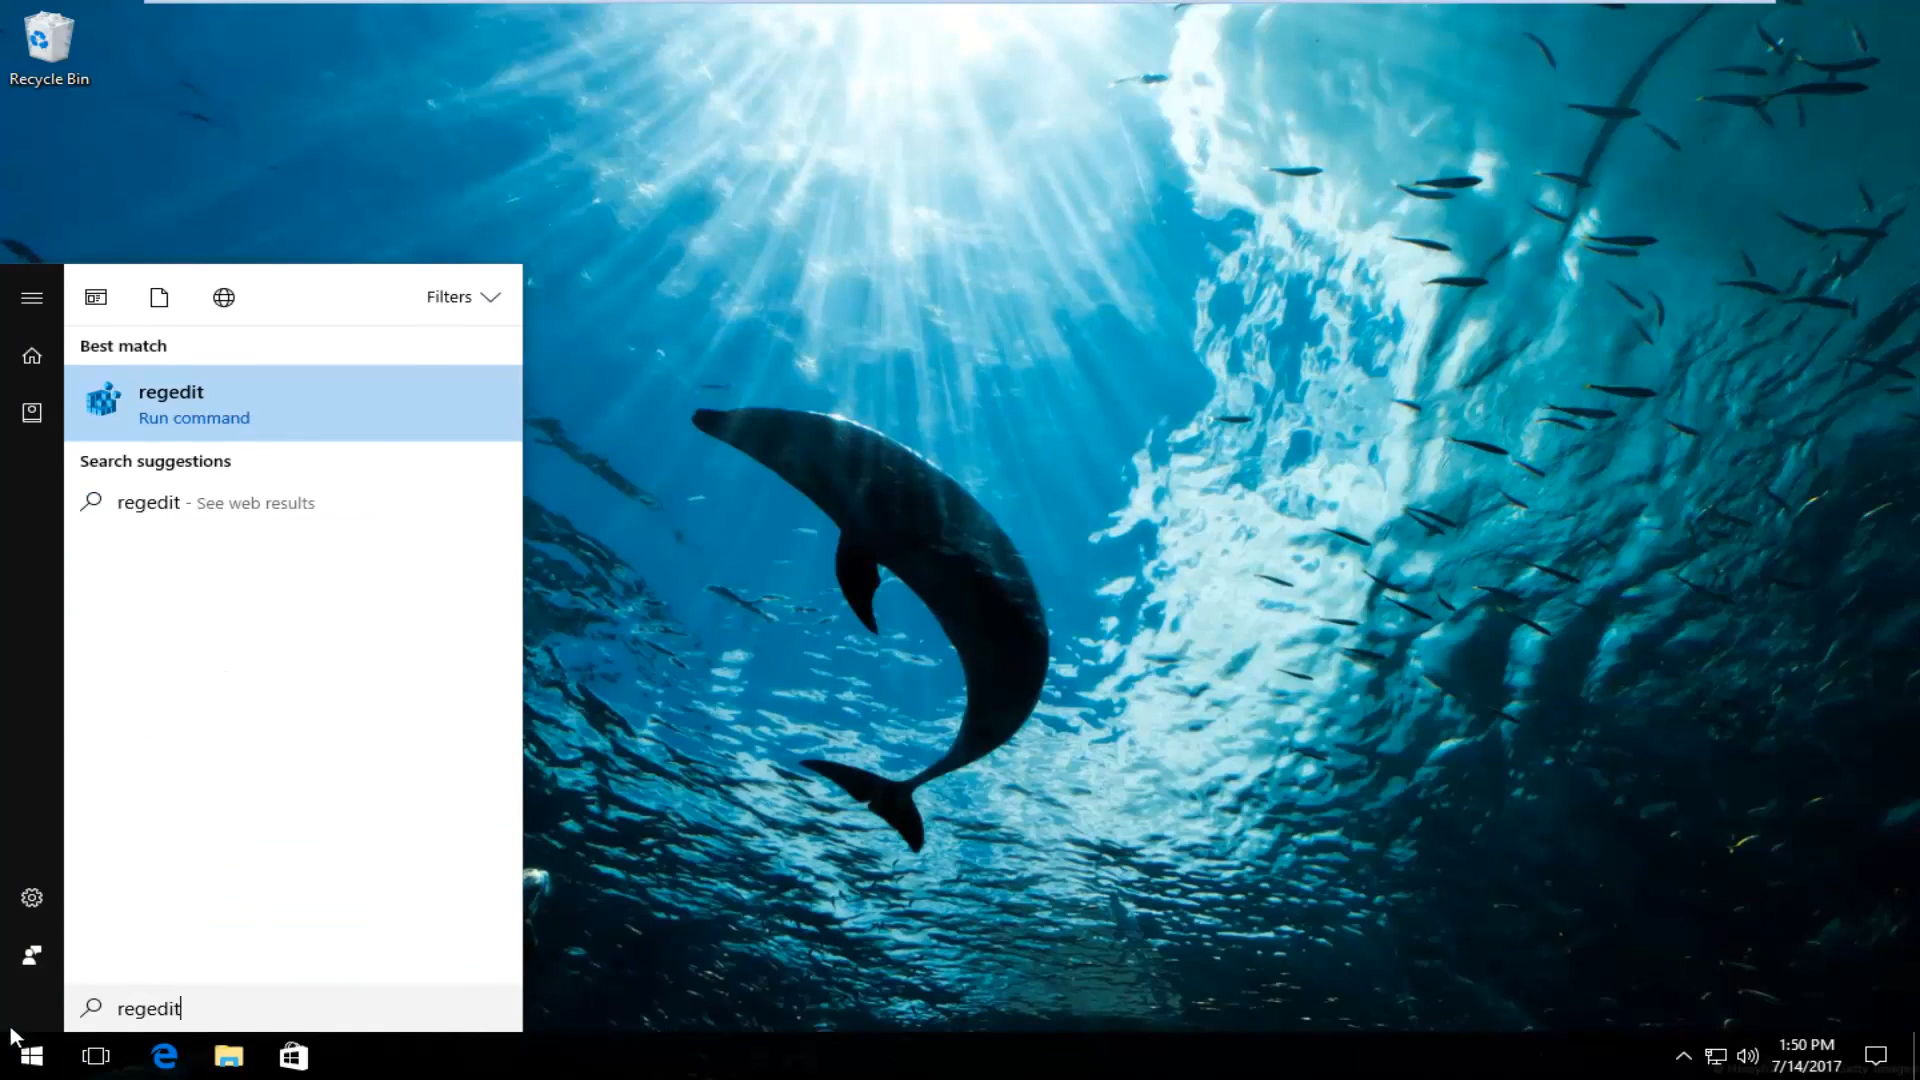 Recycle Bin
Filters
Best match
regedit
Run command
Search suggestions
regedit - See web results
regedit
1:50 PM
7/14/2017